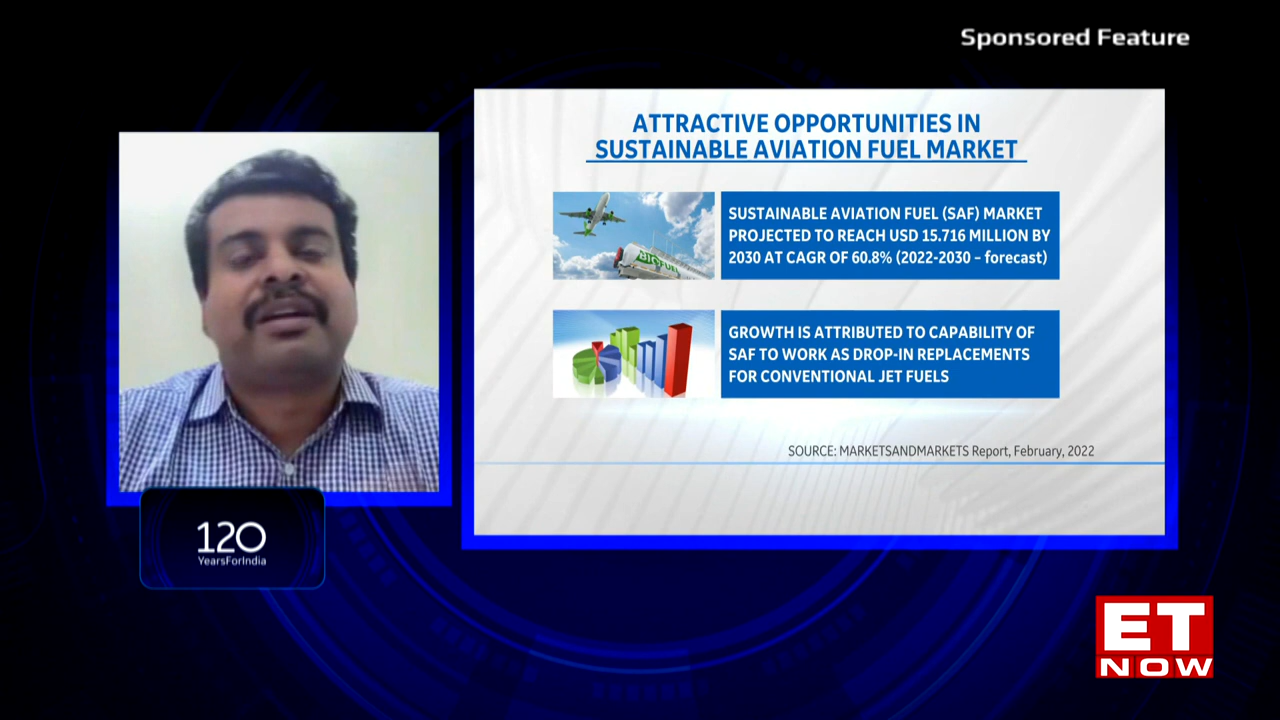 Sponsored Feature
ATTRACTIVE OPPORTUNITIES IN
SUSTAINABLE AVIATION FUEL MARKET
BIOFUEL
SUSTAINABLE AVIATION FUEL (SAF) MARKET
PROJECTED TO REACH USD 15.716 MILLION BY
2030 AT CAGR OF 60.8% (2022-2030 – forecast)
GROWTH IS ATTRIBUTED TO CAPABILITY OF
SAF TO WORK AS DROP-IN REPLACEMENTS
FOR CONVENTIONAL JET FUELS
SOURCE: MARKETSANDMARKETS Report, February, 2022
120
YearsForIndia
ET
NOW